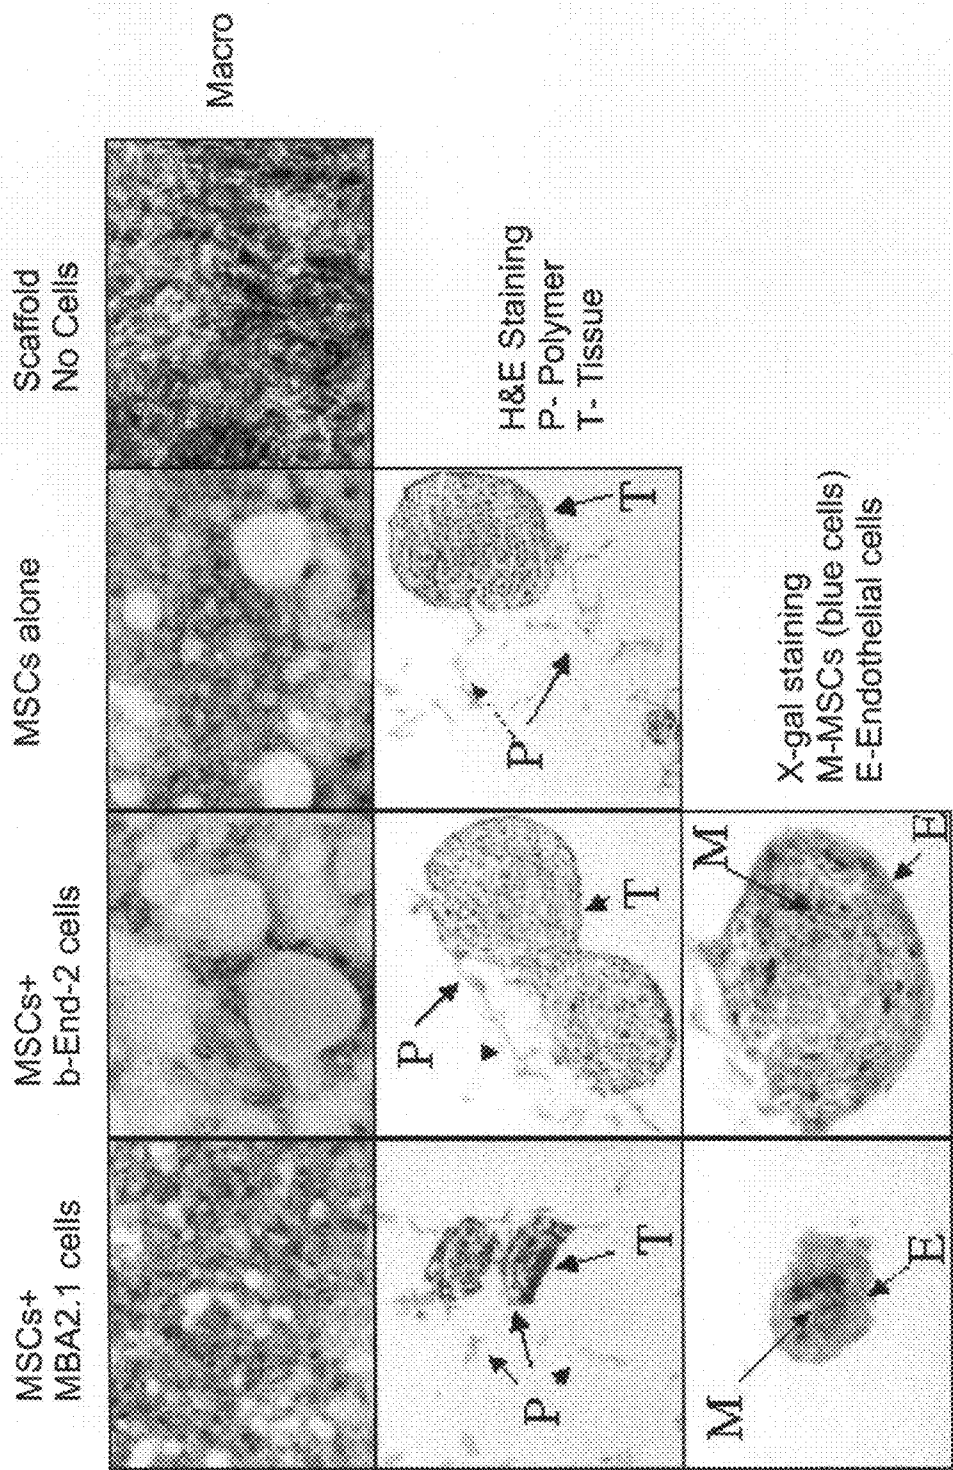 MSCs+
MBA2.1 cells
MSCs+
b-End-2 cells
MSCs alone
Scaffold
No Cells
Macro
P
T
P
T
P
T
H&E Staining
P- Polymer
T- Tissue
M
E
M
E
X-gal staining
M-MSCs (blue cells)
E-Endothelial cells